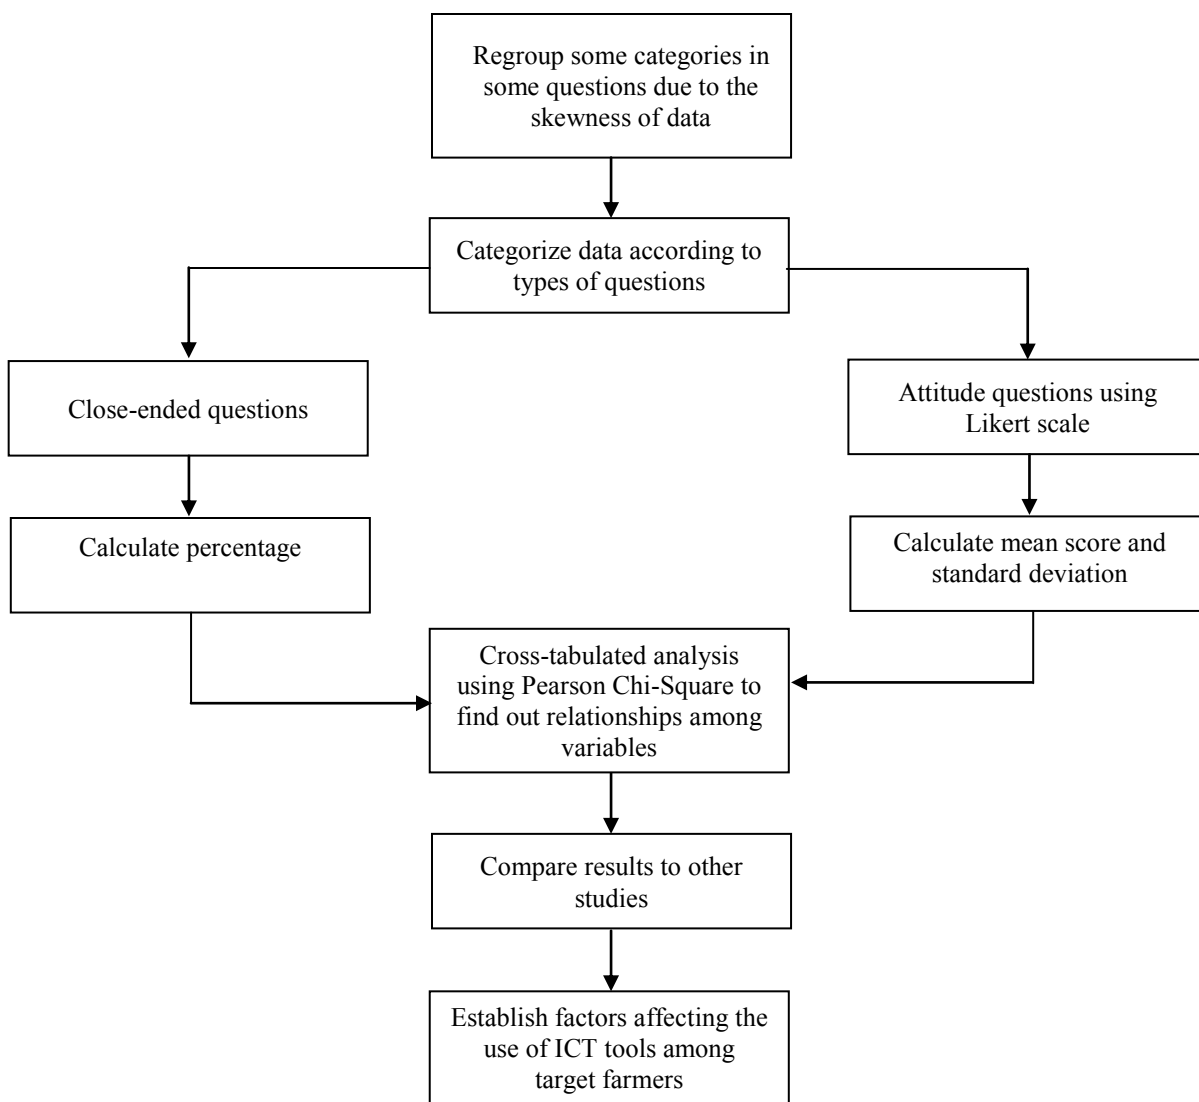 Regroup some categories in
some questions due to the
skewness of data
Categorize data according to
types of questions
Close-ended questions
Attitude questions using
Likert scale
Calculate percentage
Calculate mean score and
standard deviation
Cross-tabulated analysis
using Pearson Chi-Square to
find out relationships among
variables
Compare results to other
studies
Establish factors affecting the
use of ICT tools among
target farmers